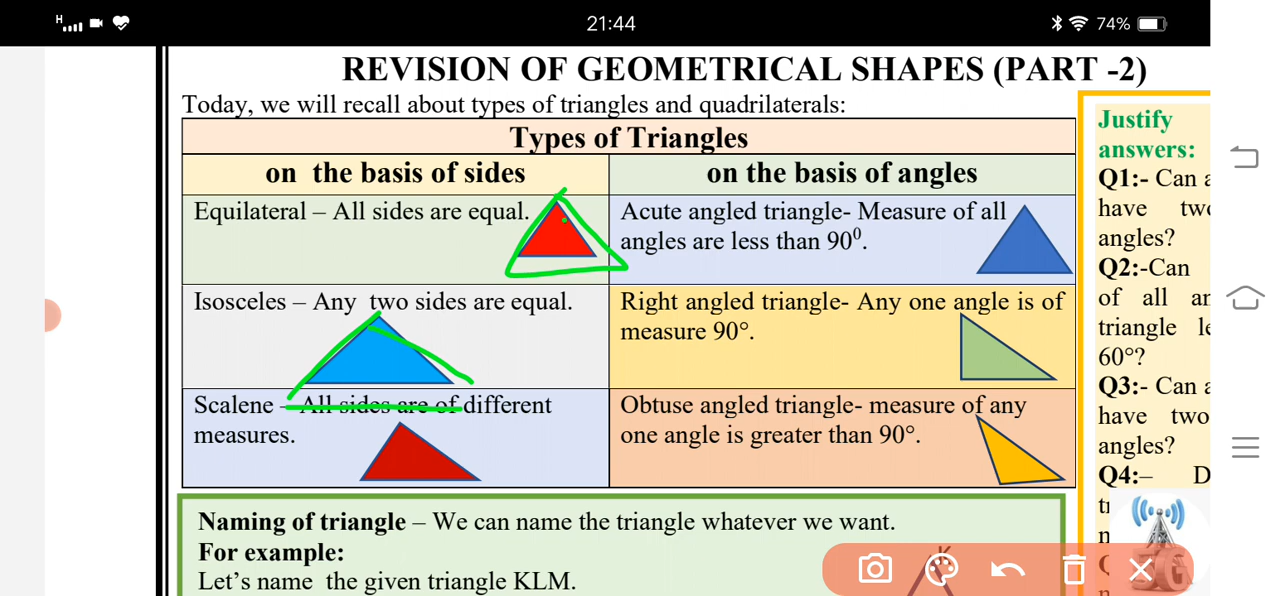 H
21:44
74%
REVISION OF GEOMETRICAL SHAPES (PART -2)
Today, we will recall about types of triangles and quadrilaterals:
Types of Triangles
on the basis of sides
on the basis of angles
Equilateral – All sides are equal.
Acute angled triangle- Measure of all
angles are less than 90⁰.
Isosceles – Any two sides are equal.
Right angled triangle- Any one angle is of
measure 90°.
Scalene – All sides are of different
measures.
Obtuse angled triangle- measure of any
one angle is greater than 90°.
Naming of triangle – We can name the triangle whatever we want.
For example:
Let’s name the given triangle KLM.
K
Justify
answers:
Q1:- Can
have
angles?
Q2:-Can
of all
triangle
60°?
Q3:- Can
have two
angles?
Q4:–